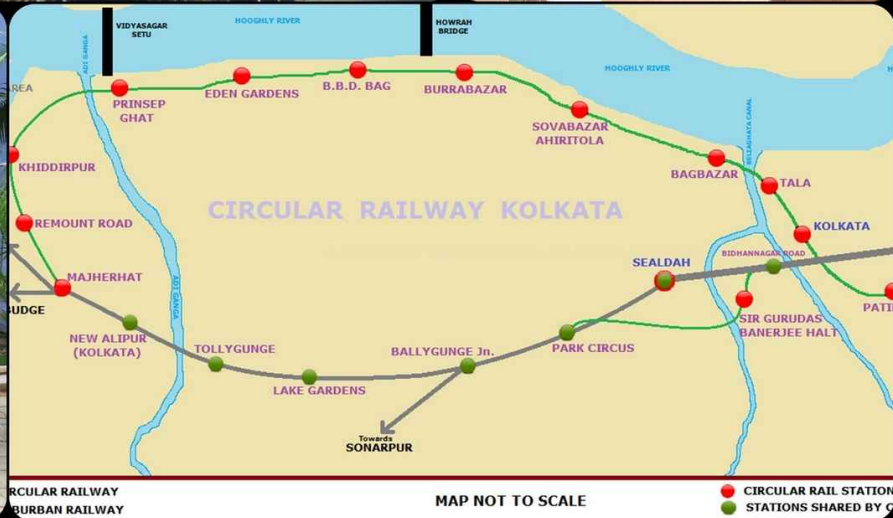 VIDYASAGAR
SETU
HOOGHLY RIVER
HOWRAH
BRIDGE
HOOGHLY RIVER
ADI GANGA
PRINSEP
GHAT
EDEN GARDENS
B.B.D. BAG
BURRABAZAR
SOVABAZAR
AHIRITOLA
BELIAGHATA CANAL
BAGBAZAR
TALA
KHIDDIRPUR
CIRCULAR RAILWAY KOLKATA
REMOUNT ROAD
KOLKATA
BIDHANNAGAR ROAD
SEALDAH
MAJHERHAT
BUDGE
ADI GANGA
NEW ALIPUR
(KOLKATA)
TOLLYGUNGE
LAKE GARDENS
BALLYGUNGE Jn.
PARK CIRCUS
SIR GURUDAS
BANERJEE HALT
PATI
Towards
SONARPUR
RCULAR RAILWAY
BURBAN RAILWAY
MAP NOT TO SCALE
CIRCULAR RAIL STATION
STATIONS SHARED BY C